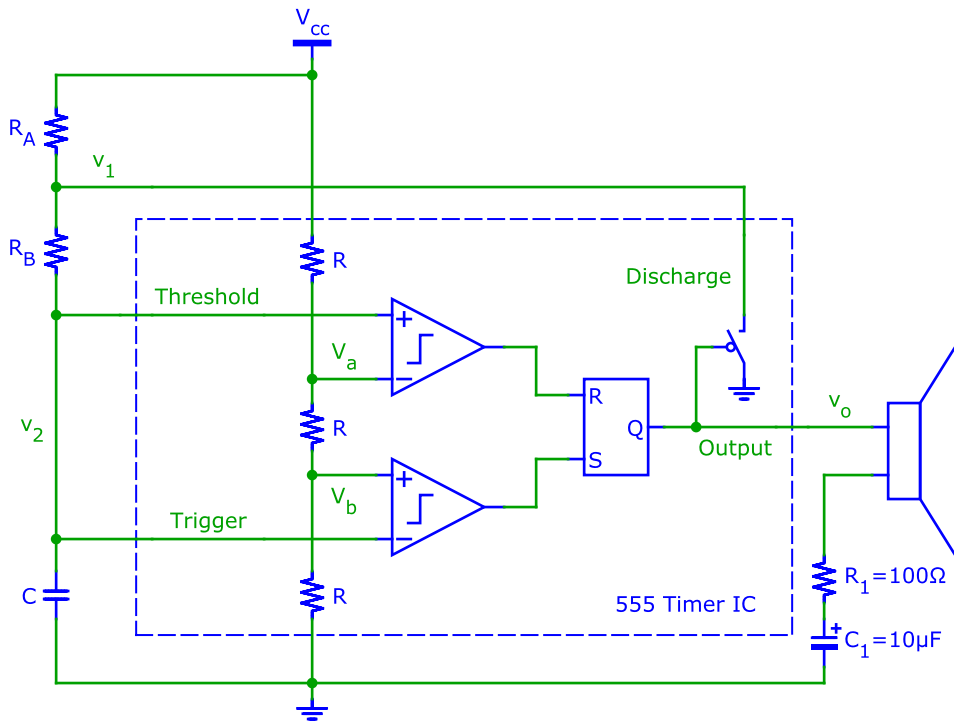 Vcc
RA
v1
RB
R
Discharge
Threshold
+
Va
−
R
v2
R
Q
vo
R
S
Output
+
Vb
Trigger
−
C
R
R1=100Ω
555 Timer IC
+
C1=10µF